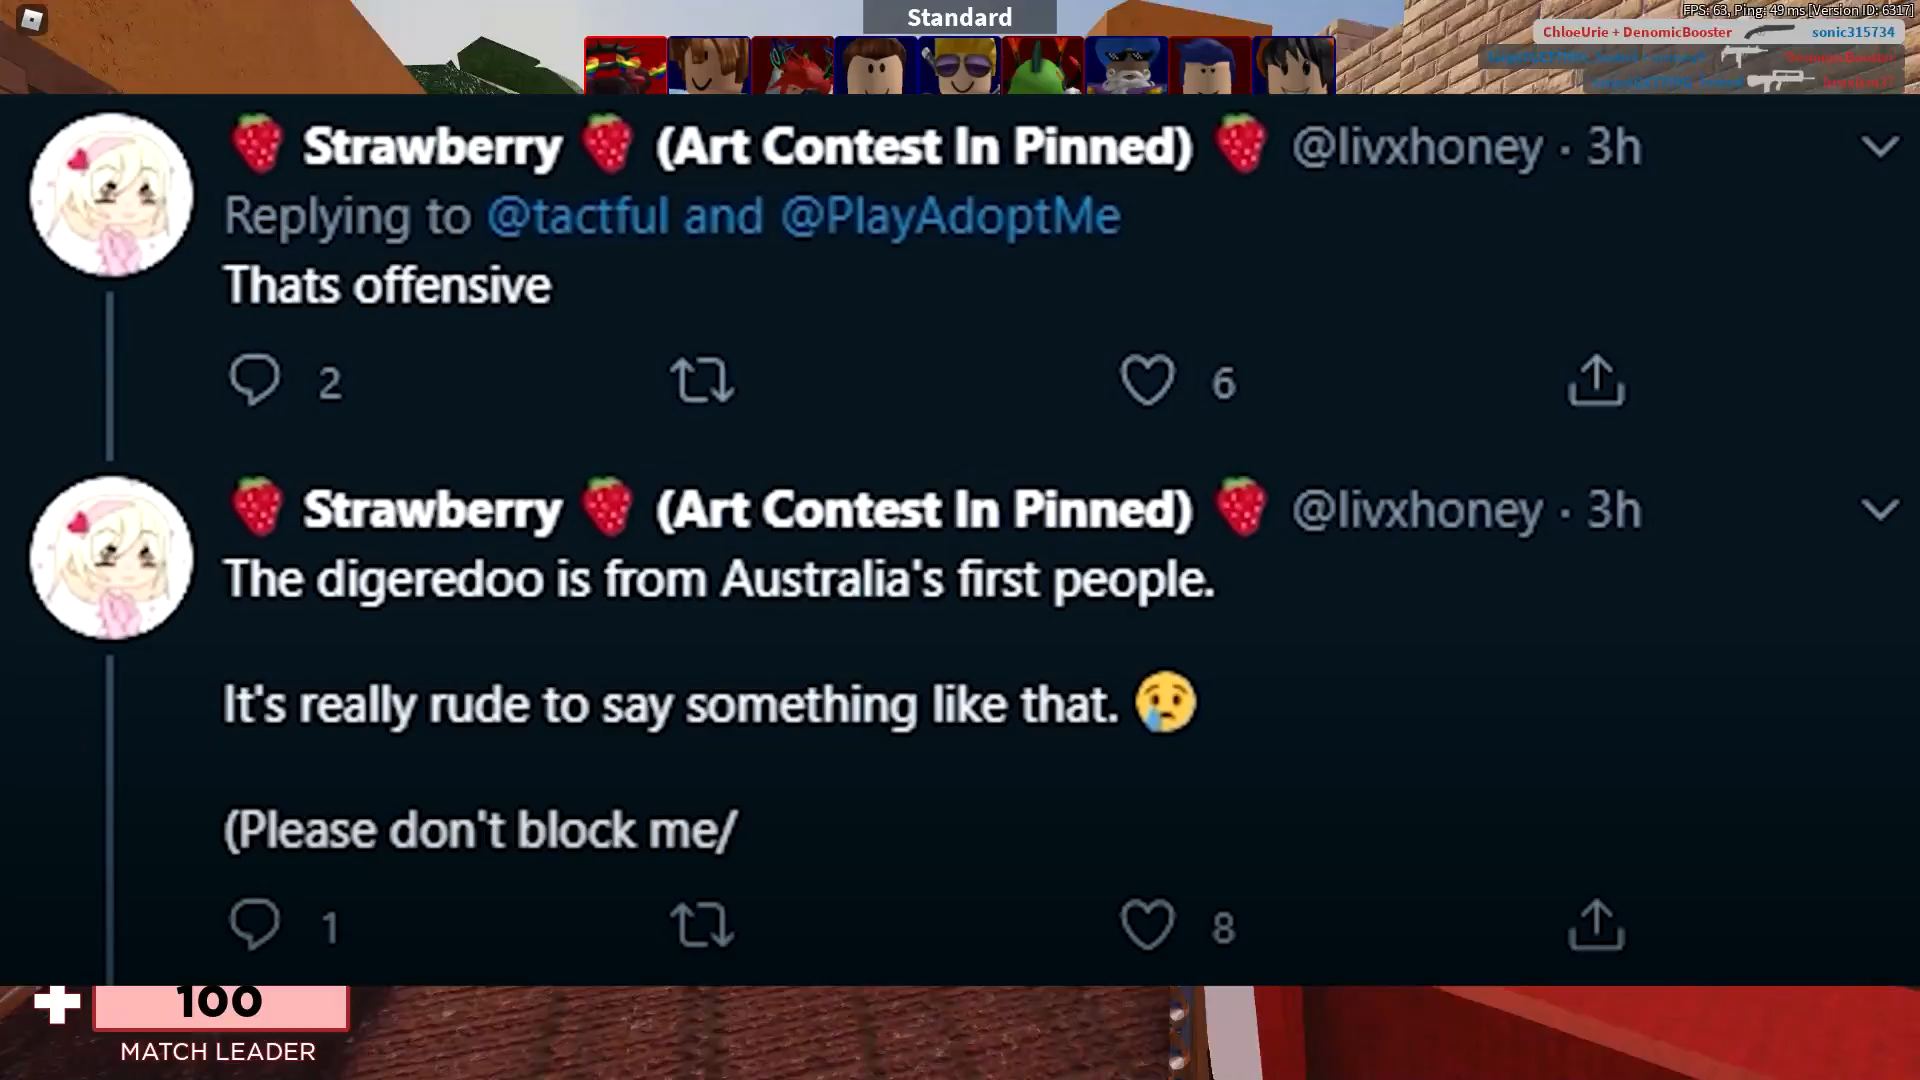 Standard
FPS: 63, Ping: 49 ms [Version ID: 6317]
ChloeUrie + DenomicBooster sonic315734
🍓 Strawberry 🍓 (Art Contest In Pinned) 🍓 @livxhoney · 3h
Replying to @tactful and @PlayAdoptMe
Thats offensive
2 6
🍓 Strawberry 🍓 (Art Contest In Pinned) 🍓 @livxhoney · 3h
The digeredoo is from Australia's first people.
It's really rude to say something like that. 😢
(Please don't block me/
1 8
100
MATCH LEADER